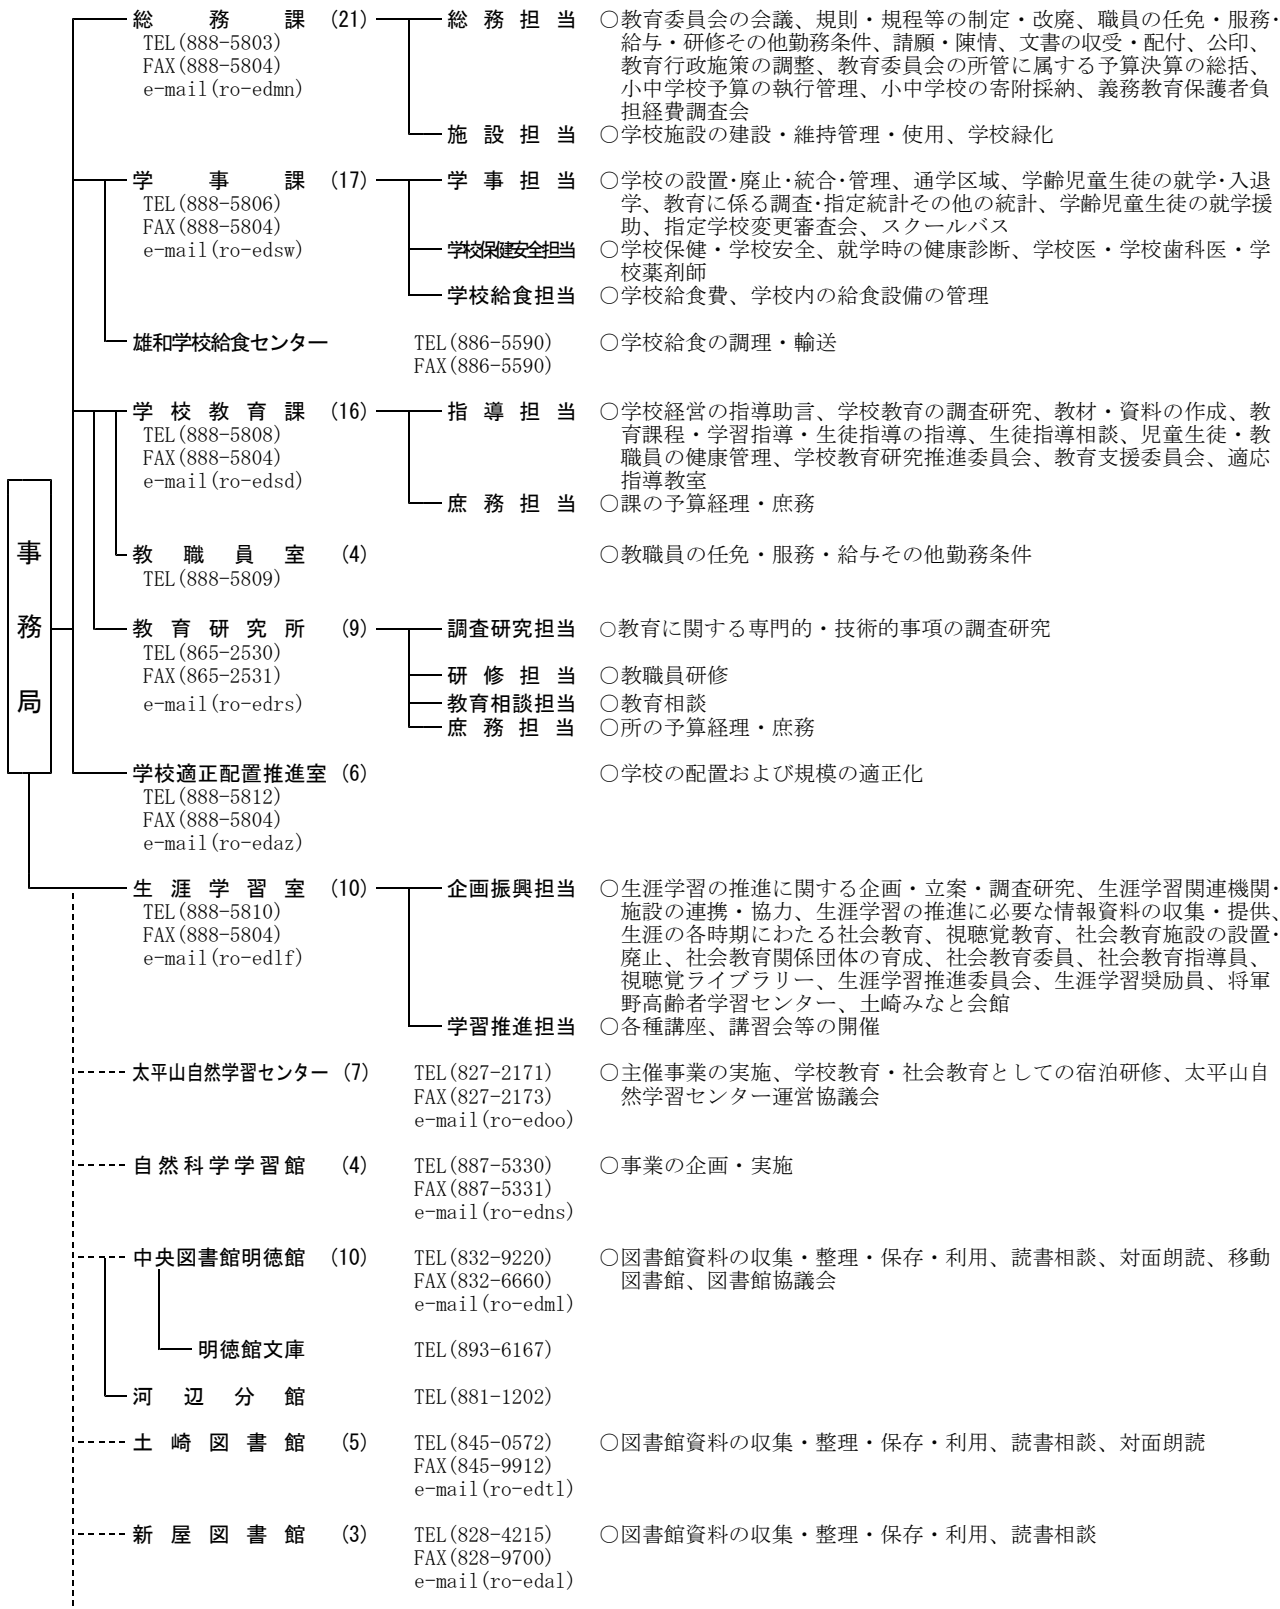 事務局
総務課 (21) 総務担当 ○教育委員会の会議、規則・規程等の制定・改廃、職員の任免・服務・
TEL(888-5803) 給与・研修その他勤務条件、請願・陳情、文書の収受・配付、公印、
FAX(888-5804) 教育行政施策の調整、教育委員会の所管に属する予算決算の総括、
e-mail(ro-edmn) 小中学校予算の執行管理、小中学校の寄附採納、義務教育保護者負
担経費調査会
施設担当 ○学校施設の建設・維持管理・使用、学校緑化
学事課 (17) 学事担当 ○学校の設置・廃止・統合・管理、通学区域、学齢児童生徒の就学・入退
TEL(888-5806) 学、教育に係る調査・指定統計その他の統計、学齢児童生徒の就学援
FAX(888-5804) 助、指定学校変更審査会、スクールバス
e-mail(ro-edsw) 学校保健安全担当 ○学校保健・学校安全、就学時の健康診断、学校医・学校歯科医・学
校薬剤師
学校給食担当 ○学校給食費、学校内の給食設備の管理
雄和学校給食センター TEL(886-5590) ○学校給食の調理・輸送
FAX(886-5590)
学校教育課 (16) 指導担当 ○学校経営の指導助言、学校教育の調査研究、教材・資料の作成、教
TEL(888-5808) 育課程・学習指導・生徒指導の指導、生徒指導相談、児童生徒・教
FAX(888-5804) 職員の健康管理、学校教育研究推進委員会、教育支援委員会、適応
e-mail(ro-edsd) 指導教室
庶務担当 ○課の予算経理・庶務
教職員室 (4) ○教職員の任免・服務・給与その他勤務条件
TEL(888-5809)
教育研究所 (9) 調査研究担当 ○教育に関する専門的・技術的事項の調査研究
TEL(865-2530)
FAX(865-2531) 研修担当 ○教職員研修
e-mail(ro-edrs) 教育相談担当 ○教育相談
庶務担当 ○所の予算経理・庶務
学校適正配置推進室 (6) ○学校の配置および規模の適正化
TEL(888-5812)
FAX(888-5804)
e-mail(ro-edaz)
生涯学習室 (10) 企画振興担当 ○生涯学習の推進に関する企画・立案・調査研究、生涯学習関連機関・
TEL(888-5810) 施設の連携・協力、生涯学習の推進に必要な情報資料の収集・提供、
FAX(888-5804) 生涯の各時期にわたる社会教育、視聴覚教育、社会教育施設の設置・
e-mail(ro-edlf) 廃止、社会教育関係団体の育成、社会教育委員、社会教育指導員、
視聴覚ライブラリー、生涯学習推進委員会、生涯学習奨励員、将軍
野高齢者学習センター、土崎みなと会館
学習推進担当 ○各種講座、講習会等の開催
太平山自然学習センター (7) TEL(827-2171) ○主催事業の実施、学校教育・社会教育としての宿泊研修、太平山自
FAX(827-2173) 然学習センター運営協議会
e-mail(ro-edoo)
自然科学学習館 (4) TEL(887-5330) ○事業の企画・実施
FAX(887-5331)
e-mail(ro-edns)
中央図書館明徳館 (10) TEL(832-9220) ○図書館資料の収集・整理・保存・利用、読書相談、対面朗読、移動
FAX(832-6660) 図書館、図書館協議会
e-mail(ro-edml)
明徳館文庫 TEL(893-6167)
河辺分館 TEL(881-1202)
土崎図書館 (5) TEL(845-0572) ○図書館資料の収集・整理・保存・利用、読書相談、対面朗読
FAX(845-9912)
e-mail(ro-edtl)
新屋図書館 (3) TEL(828-4215) ○図書館資料の収集・整理・保存・利用、読書相談
FAX(828-9700)
e-mail(ro-edal)